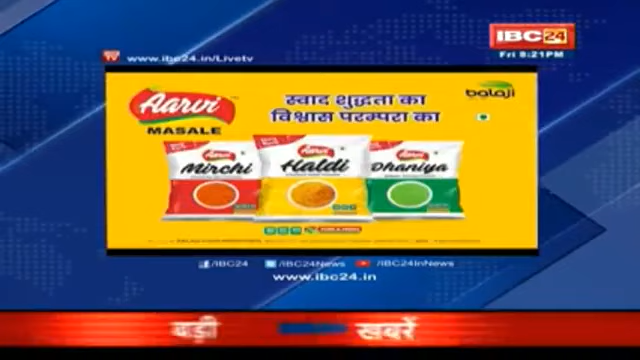 IBC24
Fri 8:21PM
TV www.ibc24.in/Livetv
Aarvi
MASALE
स्वाद शुद्धता का
विश्वास परम्परा का
balaji
Aarvi
Mirchi
Aarvi
Haldi
Aarvi
Dhaniya
/IBC24 /IBC24News /IBC24InNews
www.ibc24.in
बड़ी खबरें